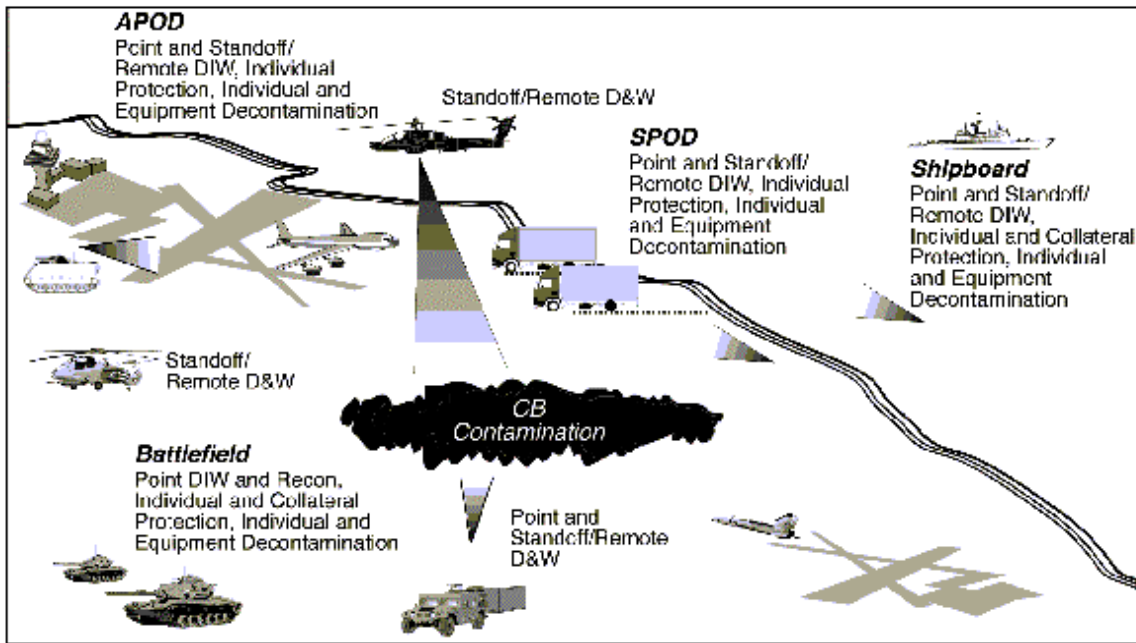 APOD
Point and Standoff/
Remote DIW, Individual
Protection, Individual and
Equipment Decontamination
Standoff/Remote D&W
SPOD
Point and Standoff/
Remote DIW, Individual
Protection, Individual
and Equipment
Decontamination
Shipboard
Point and Standoff/
Remote DIW,
Individual and Collateral
Protection, Individual
and Equipment
Decontamination
Standoff/
Remote D&W
CB
Contamination
Battlefield
Point DIW and Recon,
Individual and Collateral
Protection, Individual and
Equipment Decontamination
Point and
Standoff/Remote
D&W